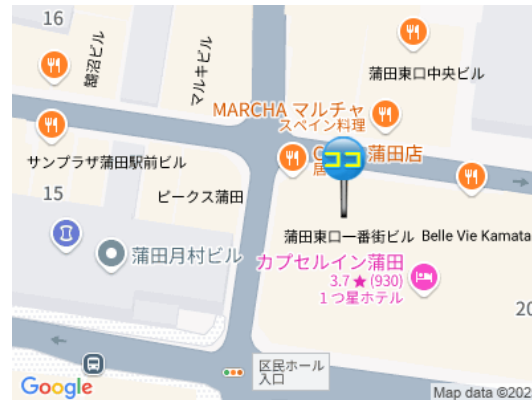 16
鵠沼ビル
マルキビル
蒲田東口中央ビル
MARCHA マルチャ
スペイン料理
サンプラザ蒲田駅前ビル
蒲田店
ココ
15
ピークス蒲田
蒲田東口一番街ビル
Belle Vie Kamata
蒲田月村ビル
カプセルイン蒲田
3.7★(930)
1つ星ホテル
20
区民ホール
入口
Google
Map data ©202